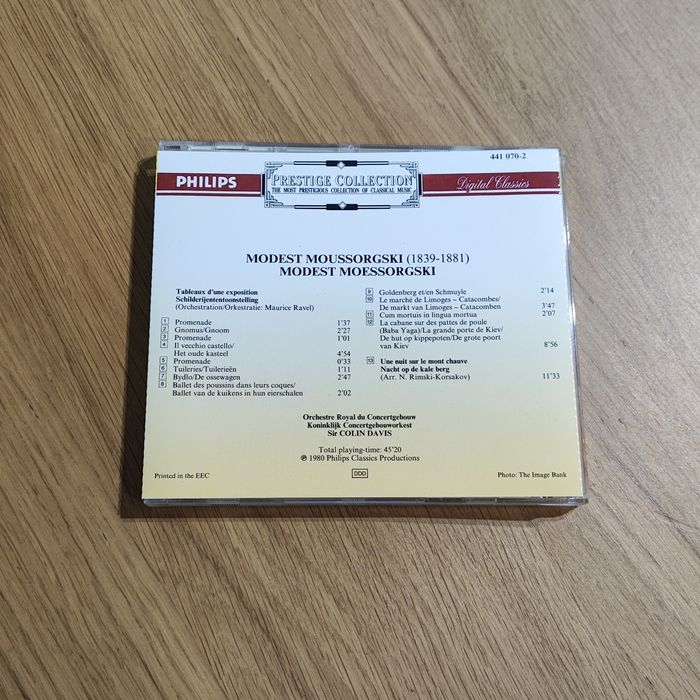 441 070-2
PHILIPS
PRESTIGE COLLECTION
THE MOST PRESTIGIOUS COLLECTION OF CLASSICAL MUSIC
Digital Classics
MODEST MOUSSORGSKI (1839-1881)
MODEST MOESSORGSKI
Tableaux d'une exposition
Schilderijententoonstelling
(Orchestration/Orkestratie: Maurice Ravel)
1 Promenade 1'37
2 Gnomus/Gnoom 2'27
3 Promenade 1'01
4 Il vecchio castello/
Het oude kasteel 4'54
5 Promenade 0'33
6 Tuileries/Tuilerieën 1'11
7 Bydlo/De ossewagen 2'47
8 Ballet des poussins dans leurs coques/
Ballet van de kuikens in hun eierschalen 2'02
9 Goldenberg et/en Schmuyle 2'14
10 Le marché de Limoges – Catacombes/
De markt van Limoges – Catacomben 3'47
11 Cum mortuis in lingua mortua 2'07
12 La cabane sur des pattes de poule
(Baba Yaga)/La grande porte de Kiev/
De hut op kippepoten/De grote poort
van Kiev 8'56
13 Une nuit sur le mont chauve
Nacht op de kale berg
(Arr. N. Rimski-Korsakov) 11'33
Orchestre Royal du Concertgebouw
Koninklijk Concertgebouworkest
Sir COLIN DAVIS
Total playing-time: 45'20
℗ 1980 Philips Classics Productions
Printed in the EEC
DDD
Photo: The Image Bank